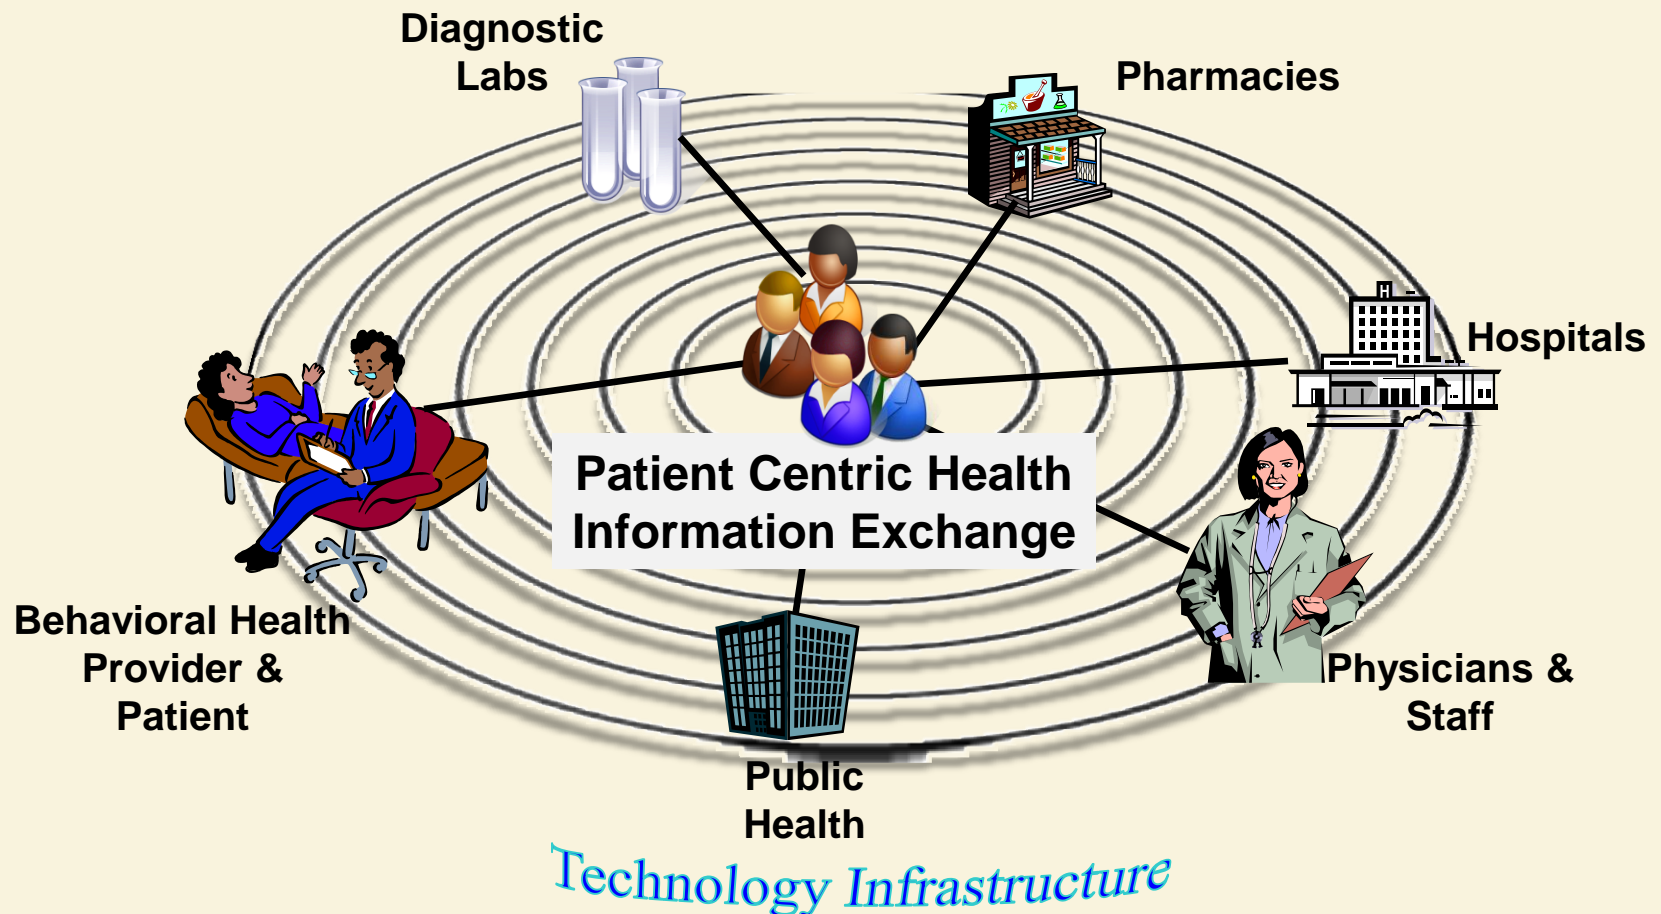 Diagnostic
Labs
Pharmacies
Hospitals
Patient Centric Health
Information Exchange
Behavioral Health
Provider &
Patient
Physicians &
Staff
Public
Health
Technology Infrastructure